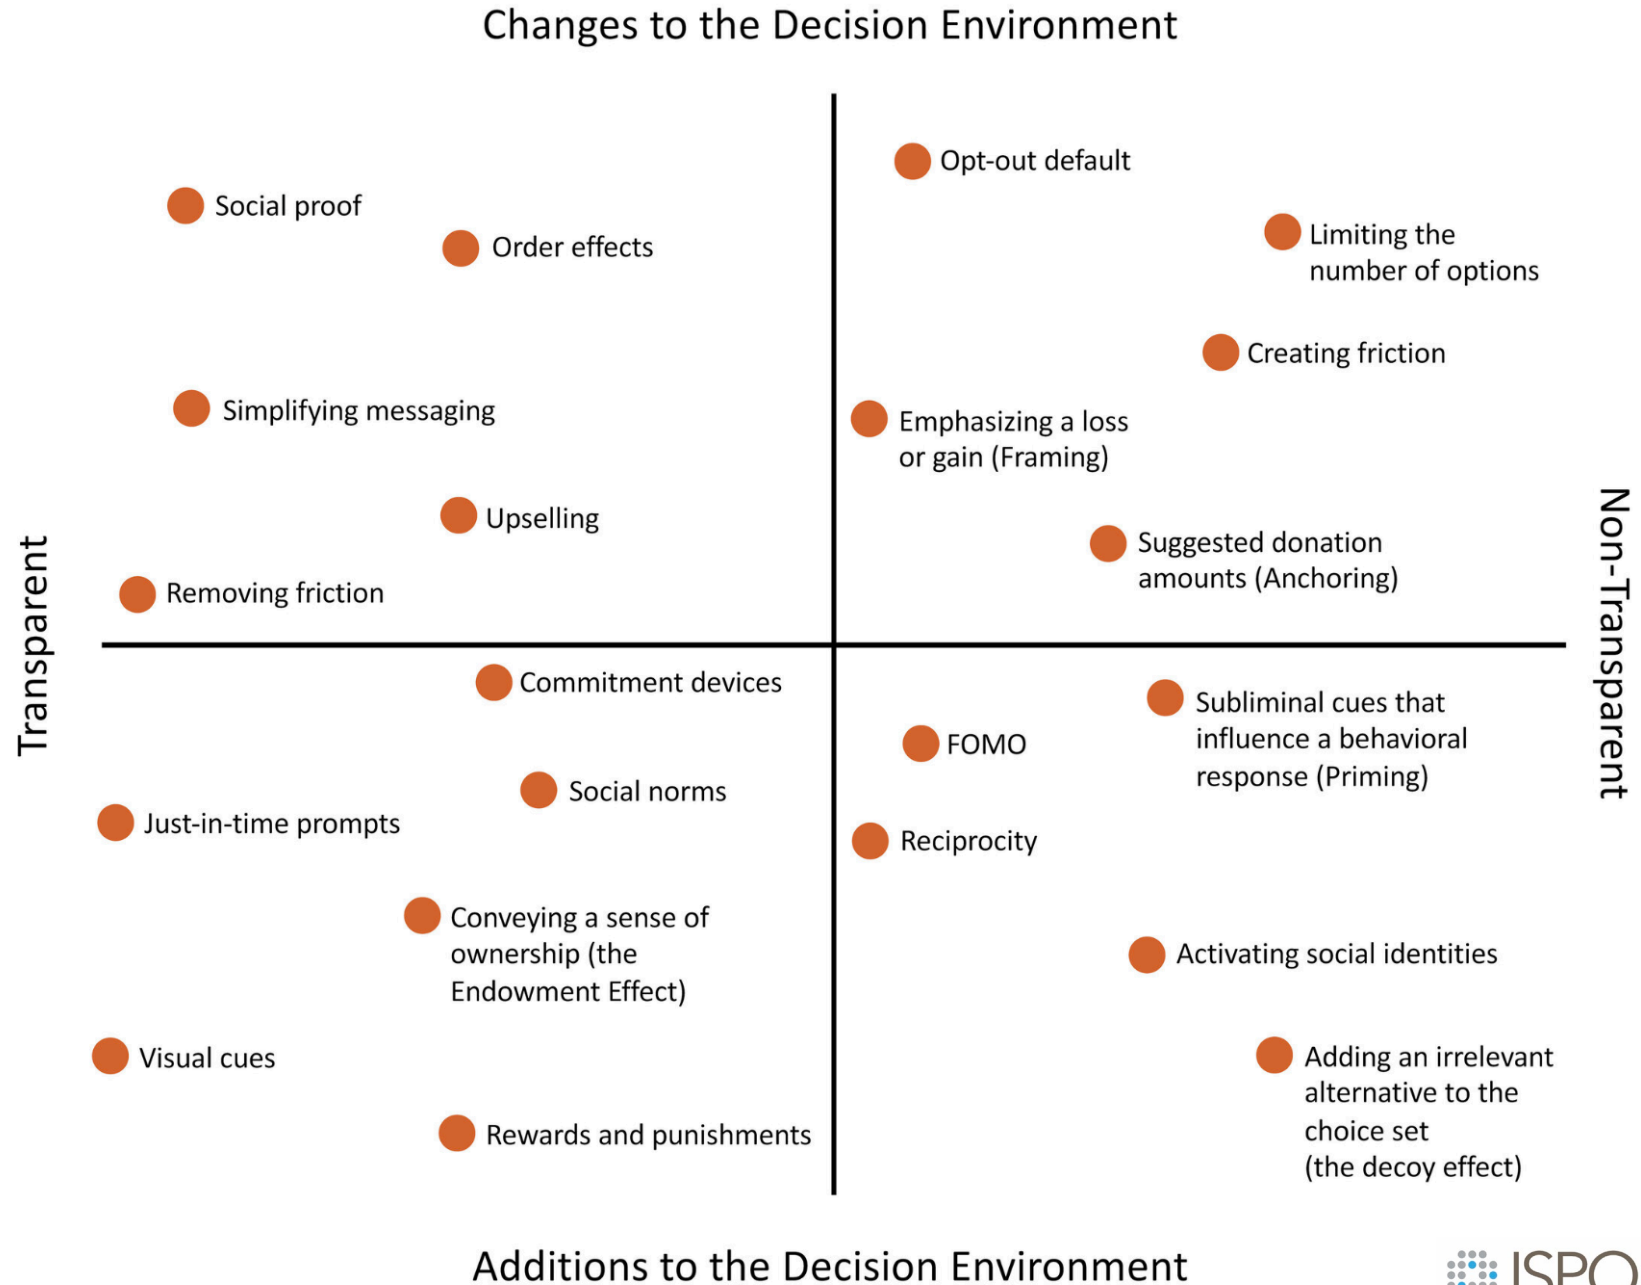 Changes to the Decision Environment
Opt-out default
Social proof
Order effects
Limiting the
number of options
Creating friction
Simplifying messaging
Emphasizing a loss
or gain (Framing)
Upselling
Suggested donation
amounts (Anchoring)
Removing friction
Transparent
Non-Transparent
Commitment devices
Subliminal cues that
influence a behavioral
response (Priming)
FOMO
Social norms
Just-in-time prompts
Reciprocity
Conveying a sense of
ownership (the
Endowment Effect)
Activating social identities
Visual cues
Adding an irrelevant
alternative to the
choice set
(the decoy effect)
Rewards and punishments
Additions to the Decision Environment